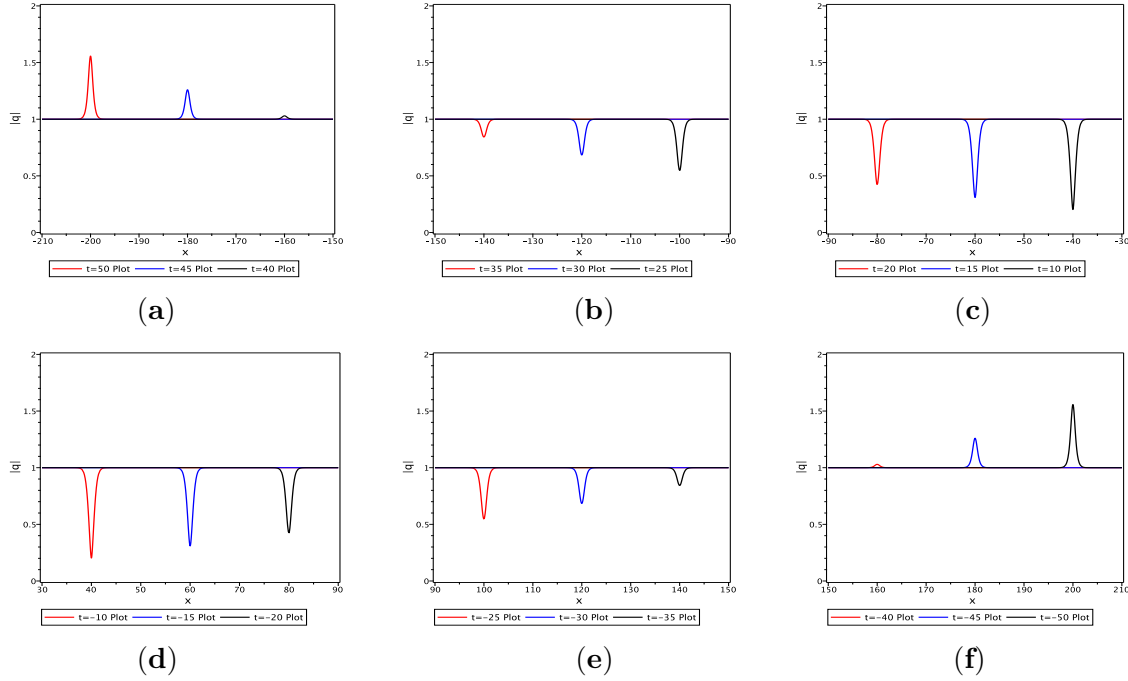 2
1.5
|q|
1
0.5
0
-210 -200 -190 -180 -170 -160 -150
x
t=50 Plot t=45 Plot t=40 Plot
(a)
2
1.5
|q|
1
0.5
0
-150 -140 -130 -120 -110 -100 -90
x
t=35 Plot t=30 Plot t=25 Plot
(b)
2
1.5
|q|
1
0.5
0
-90 -80 -70 -60 -50 -40 -30
x
t=20 Plot t=15 Plot t=10 Plot
(c)
2
1.5
|q|
1
0.5
0
30 40 50 60 70 80 90
x
t=-10 Plot t=-15 Plot t=-20 Plot
(d)
2
1.5
|q|
1
0.5
0
90 100 110 120 130 140 150
x
t=-25 Plot t=-30 Plot t=-35 Plot
(e)
2
1.5
|q|
1
0.5
0
150 160 170 180 190 200 210
x
t=-40 Plot t=-45 Plot t=-50 Plot
(f)